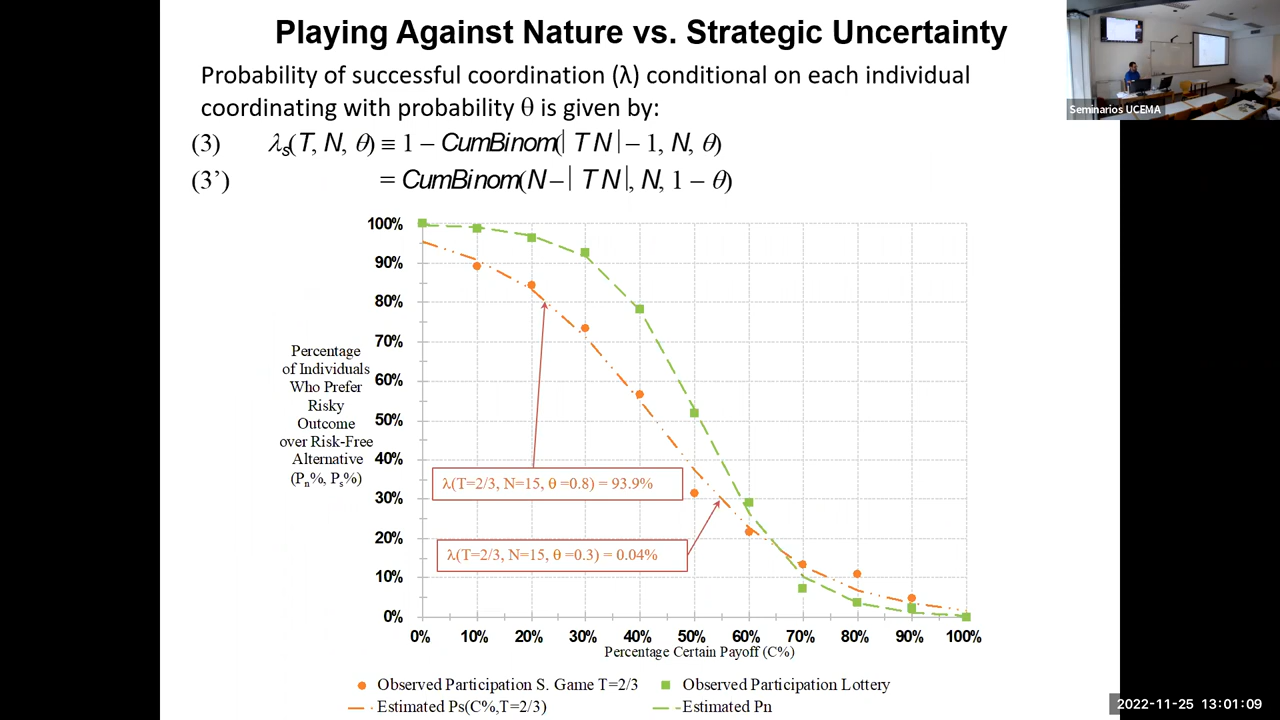 Playing Against Nature vs. Strategic Uncertainty
Probability of successful coordination (λ) conditional on each individual
coordinating with probability θ is given by:
(3) λs(T, N, θ) ≡ 1 – CumBinom(| T N | – 1, N, θ)
(3’) = CumBinom(N – | T N |, N, 1 – θ)
Seminarios UCEMA
100%
90%
80%
70%
60%
50%
40%
30%
20%
10%
0%
Percentage
of Individuals
Who Prefer
Risky
Outcome
over Risk-Free
Alternative
(Pn%, Ps%)
λ(T=2/3, N=15, θ =0.8) = 93.9%
λ(T=2/3, N=15, θ =0.3) = 0.04%
0% 10% 20% 30% 40% 50% 60% 70% 80% 90% 100%
Percentage Certain Payoff (C%)
Observed Participation S. Game T=2/3 Observed Participation Lottery
Estimated Ps(C%,T=2/3) Estimated Pn
2022-11-25 13:01:09